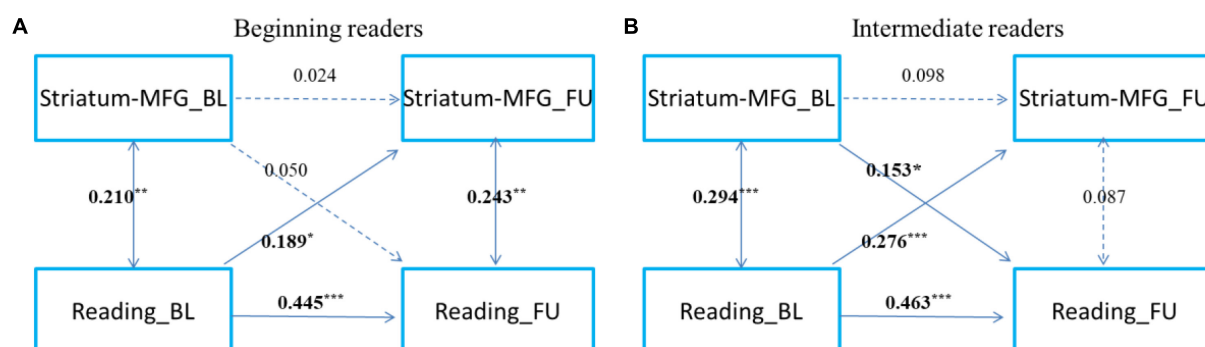 A
Beginning readers
Striatum-MFG_BL
0.024
Striatum-MFG_FU
0.050
0.210**
0.243**
0.189*
Reading_BL
0.445***
Reading_FU
B
Intermediate readers
Striatum-MFG_BL
0.098
Striatum-MFG_FU
0.153*
0.294***
0.087
0.276***
Reading_BL
0.463***
Reading_FU